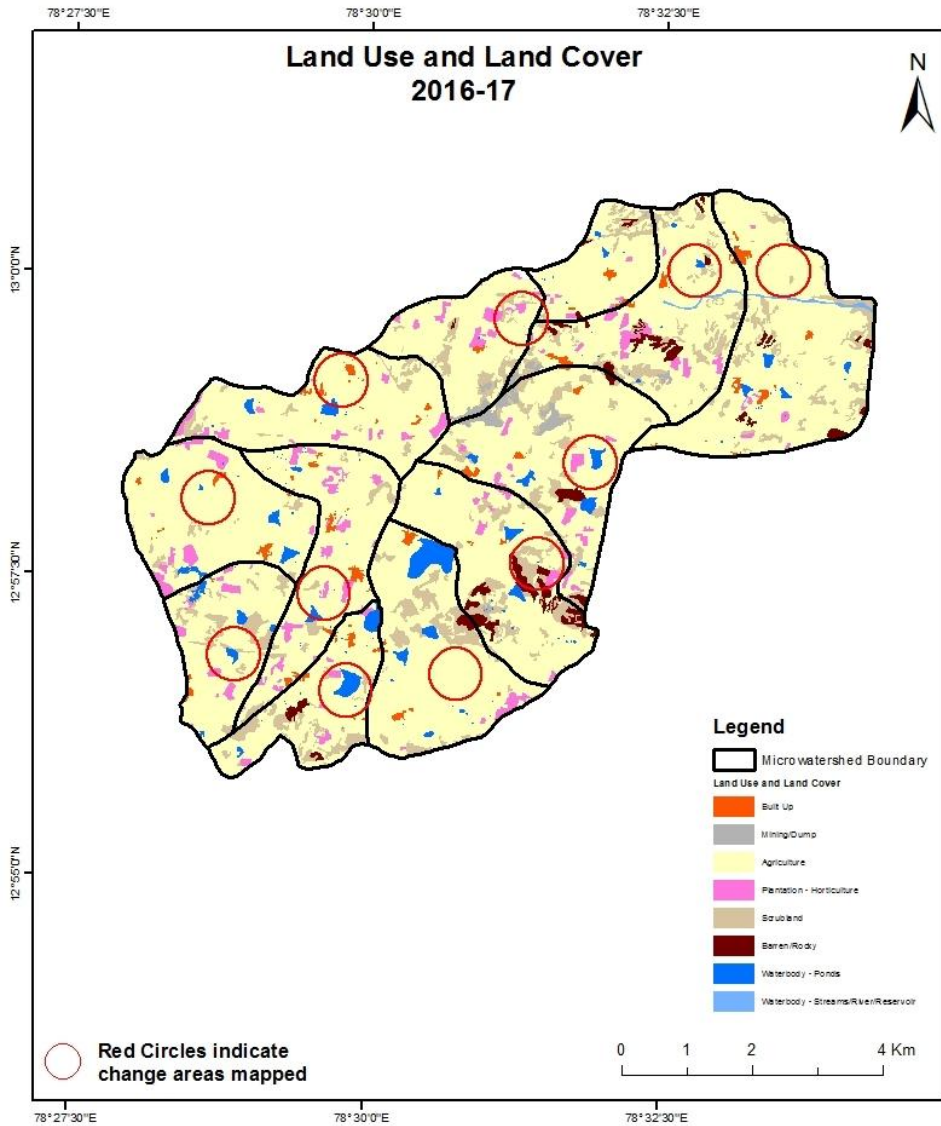 78°27'30"E
78°30'0"E
78°32'30"E
Land Use and Land Cover
2016-17
N
13°0'0"N
12°57'30"N
12°55'0"N
Legend
Microwatershed Boundary
Land Use and Land Cover
Built Up
Mining/Dump
Agriculture
Plantation - Horticulture
Scrubland
Barren/Rocky
Waterbody - Ponds
Waterbody - Streams/River/Reservoir
Red Circles indicate
change areas mapped
0 1 2 4 Km
78°27'30"E
78°30'0"E
78°32'30"E